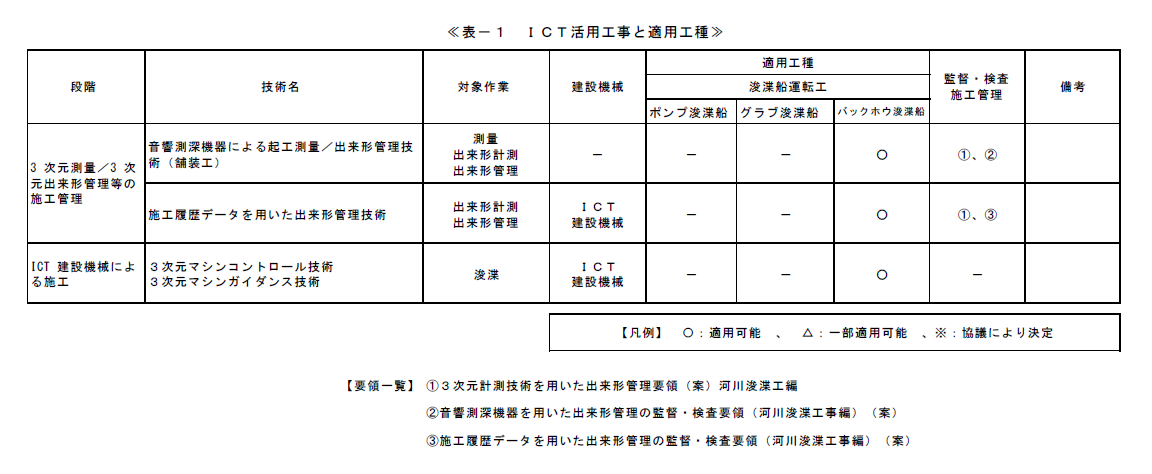 ≪表－１　ＩＣＴ活用工事と適用工種≫
段階
技術名
対象作業
建設機械
適用工種
浚渫船運転工
ポンプ浚渫船
グラブ浚渫船
バックホウ浚渫船
監督・検査
施工管理
備考
3 次元測量／3 次
元出来形管理等の
施工管理
音響測深機器による起工測量／出来形管理技
術（舗装工）
測量
出来形計測
出来形管理
－
－
－
○
①、②
施工履歴データを用いた出来形管理技術
出来形計測
出来形管理
ＩＣＴ
建設機械
－
－
○
①、③
ICT 建設機械によ
る施工
３次元マシンコントロール技術
３次元マシンガイダンス技術
浚渫
ＩＣＴ
建設機械
－
－
○
－
【凡例】　○：適用可能　、　△：一部適用可能　、※：協議により決定
【要領一覧】　①３次元計測技術を用いた出来形管理要領（案）河川浚渫工編
②音響測深機器を用いた出来形管理の監督・検査要領（河川浚渫工事編）（案）
③施工履歴データを用いた出来形管理の監督・検査要領（河川浚渫工事編）（案）